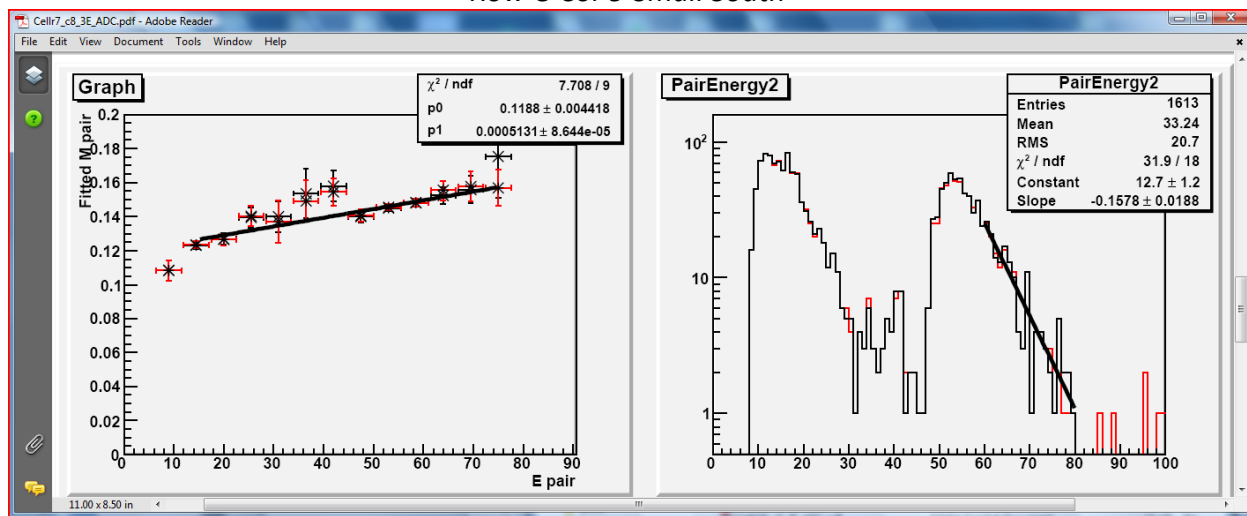 Cellr7_c8_3E_ADC.pdf - Adobe Reader
File Edit View Document Tools Window Help
Graph
χ² / ndf 7.708 / 9
p0 0.1188 ± 0.004418
p1 0.0005131 ± 8.644e-05
Fitted M pair
0.2
0.18
0.16
0.14
0.12
0.1
0.08
0.06
0.04
0.02
0
0 10 20 30 40 50 60 70 80 90
E pair
PairEnergy2
PairEnergy2
Entries 1613
Mean 33.24
RMS 20.7
χ² / ndf 31.9 / 18
Constant 12.7 ± 1.2
Slope -0.1578 ± 0.0188
10²
10
1
0 10 20 30 40 50 60 70 80 90 100
11.00 x 8.50 in